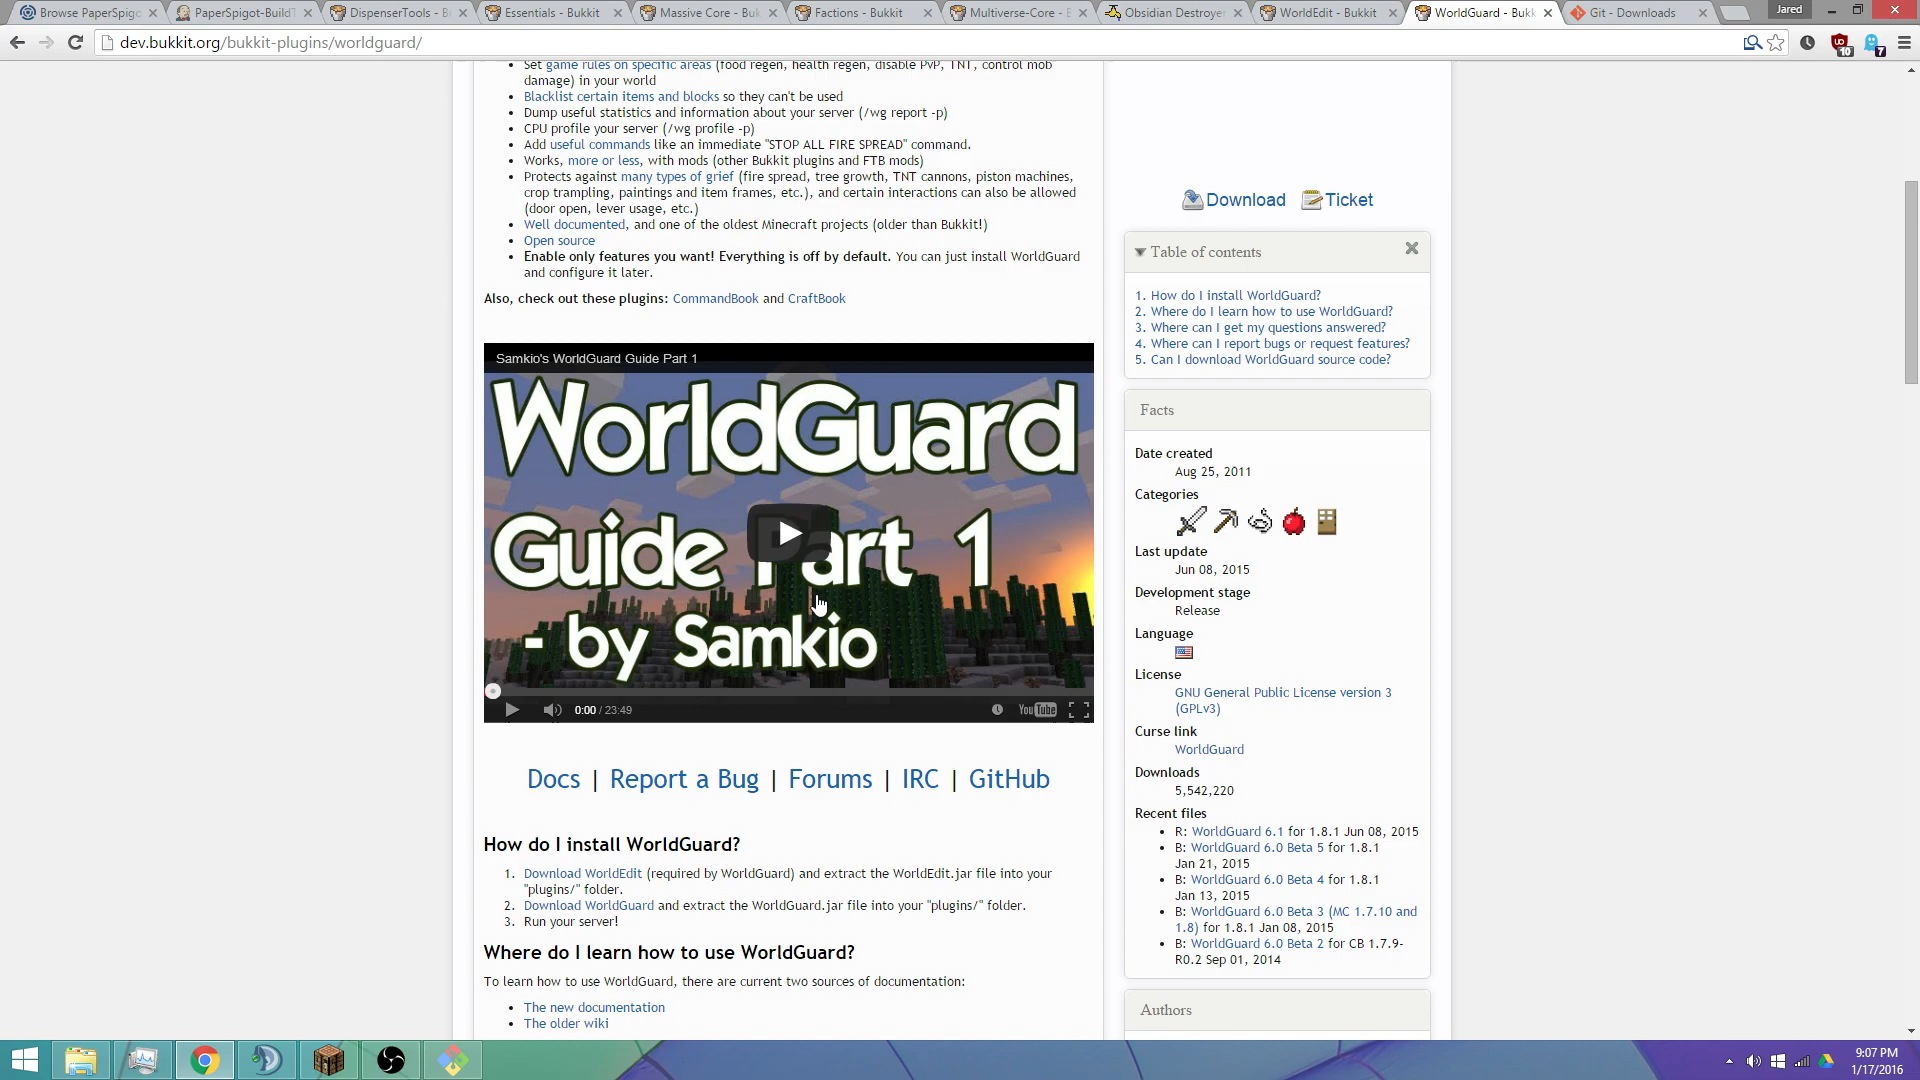 Browse PaperSpigo
PaperSpigot-BuildT
DispenserTools - B
Essentials - Bukkit
Massive Core - Buk
Factions - Bukkit
Multiverse-Core - B
Obsidian Destroyer
WorldEdit - Bukkit
WorldGuard - Bukk
Git - Downloads
Jared
dev.bukkit.org/bukkit-plugins/worldguard/
10
7
Set game rules on specific areas (food regen, health regen, disable PvP, TNT, control mob
damage) in your world
Blacklist certain items and blocks so they can't be used
Dump useful statistics and information about your server (/wg report -p)
CPU profile your server (/wg profile -p)
Add useful commands like an immediate "STOP ALL FIRE SPREAD" command.
Works, more or less, with mods (other Bukkit plugins and FTB mods)
Protects against many types of grief (fire spread, tree growth, TNT cannons, piston machines,
crop trampling, paintings and item frames, etc.), and certain interactions can also be allowed
(door open, lever usage, etc.)
Well documented, and one of the oldest Minecraft projects (older than Bukkit!)
Open source
Enable only features you want! Everything is off by default. You can just install WorldGuard
and configure it later.
Also, check out these plugins: CommandBook and CraftBook
Samkio's WorldGuard Guide Part 1
WorldGuard
Guide Part 1
- by Samkio
0:00 / 23:49
YouTube
Docs | Report a Bug | Forums | IRC | GitHub
How do I install WorldGuard?
1. Download WorldEdit (required by WorldGuard) and extract the WorldEdit.jar file into your
"plugins/" folder.
2. Download WorldGuard and extract the WorldGuard.jar file into your "plugins/" folder.
3. Run your server!
Where do I learn how to use WorldGuard?
To learn how to use WorldGuard, there are current two sources of documentation:
The new documentation
The older wiki
Download
Ticket
Table of contents
1. How do I install WorldGuard?
2. Where do I learn how to use WorldGuard?
3. Where can I get my questions answered?
4. Where can I report bugs or request features?
5. Can I download WorldGuard source code?
Facts
Date created
Aug 25, 2011
Categories
Last update
Jun 08, 2015
Development stage
Release
Language
License
GNU General Public License version 3
(GPLv3)
Curse link
WorldGuard
Downloads
5,542,220
Recent files
R: WorldGuard 6.1 for 1.8.1 Jun 08, 2015
B: WorldGuard 6.0 Beta 5 for 1.8.1
Jan 21, 2015
B: WorldGuard 6.0 Beta 4 for 1.8.1
Jan 13, 2015
B: WorldGuard 6.0 Beta 3 (MC 1.7.10 and
1.8) for 1.8.1 Jan 08, 2015
B: WorldGuard 6.0 Beta 2 for CB 1.7.9-
R0.2 Sep 01, 2014
Authors
9:07 PM
1/17/2016